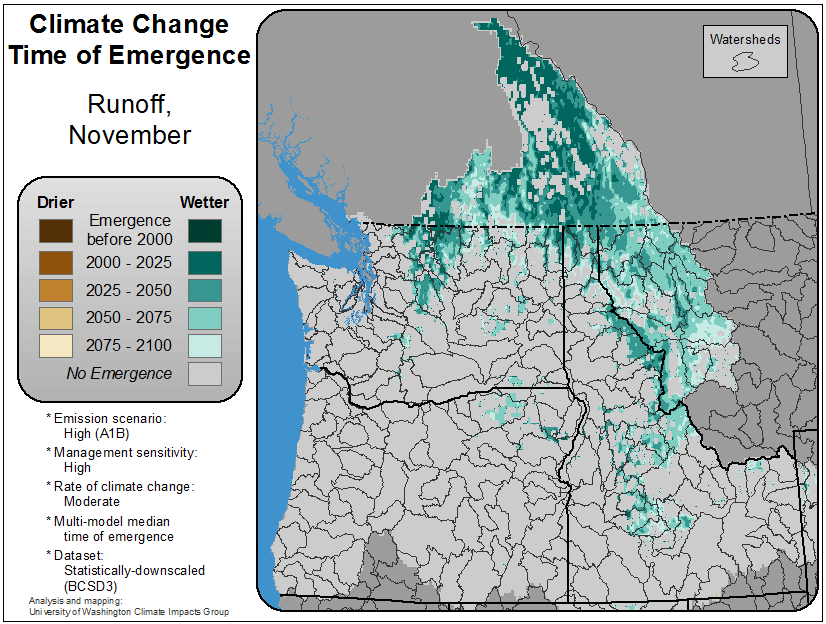 Climate Change
Time of Emergence
Runoff,
November
Drier
Wetter
Emergence
before 2000
2000 - 2025
2025 - 2050
2050 - 2075
2075 - 2100
No Emergence
* Emission scenario:
High (A1B)
* Management sensitivity:
High
* Rate of climate change:
Moderate
* Multi-model median
time of emergence
* Dataset:
Statistically-downscaled
(BCSD3)
Analysis and mapping:
University of Washington Climate Impacts Group
Watersheds